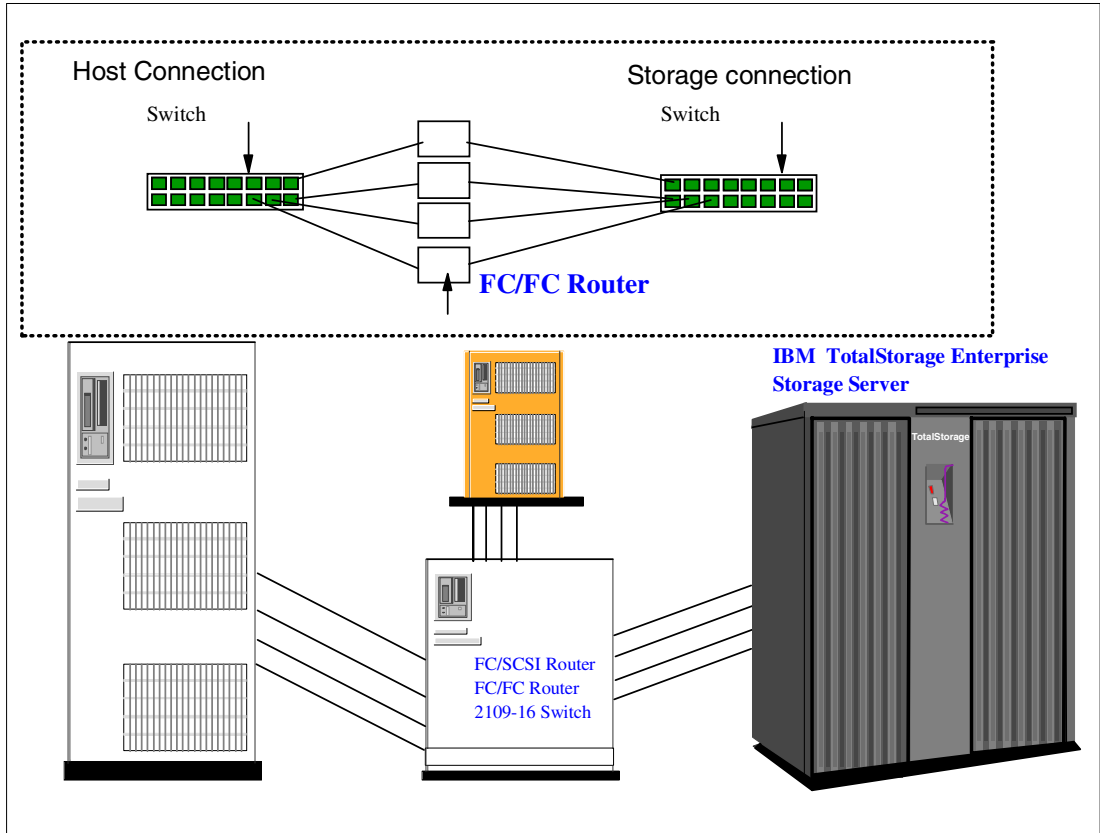 Host Connection
Storage connection
Switch
Switch
FC/FC Router
IBM TotalStorage Enterprise
Storage Server
TotalStorage
FC/SCSI Router
FC/FC Router
2109-16 Switch